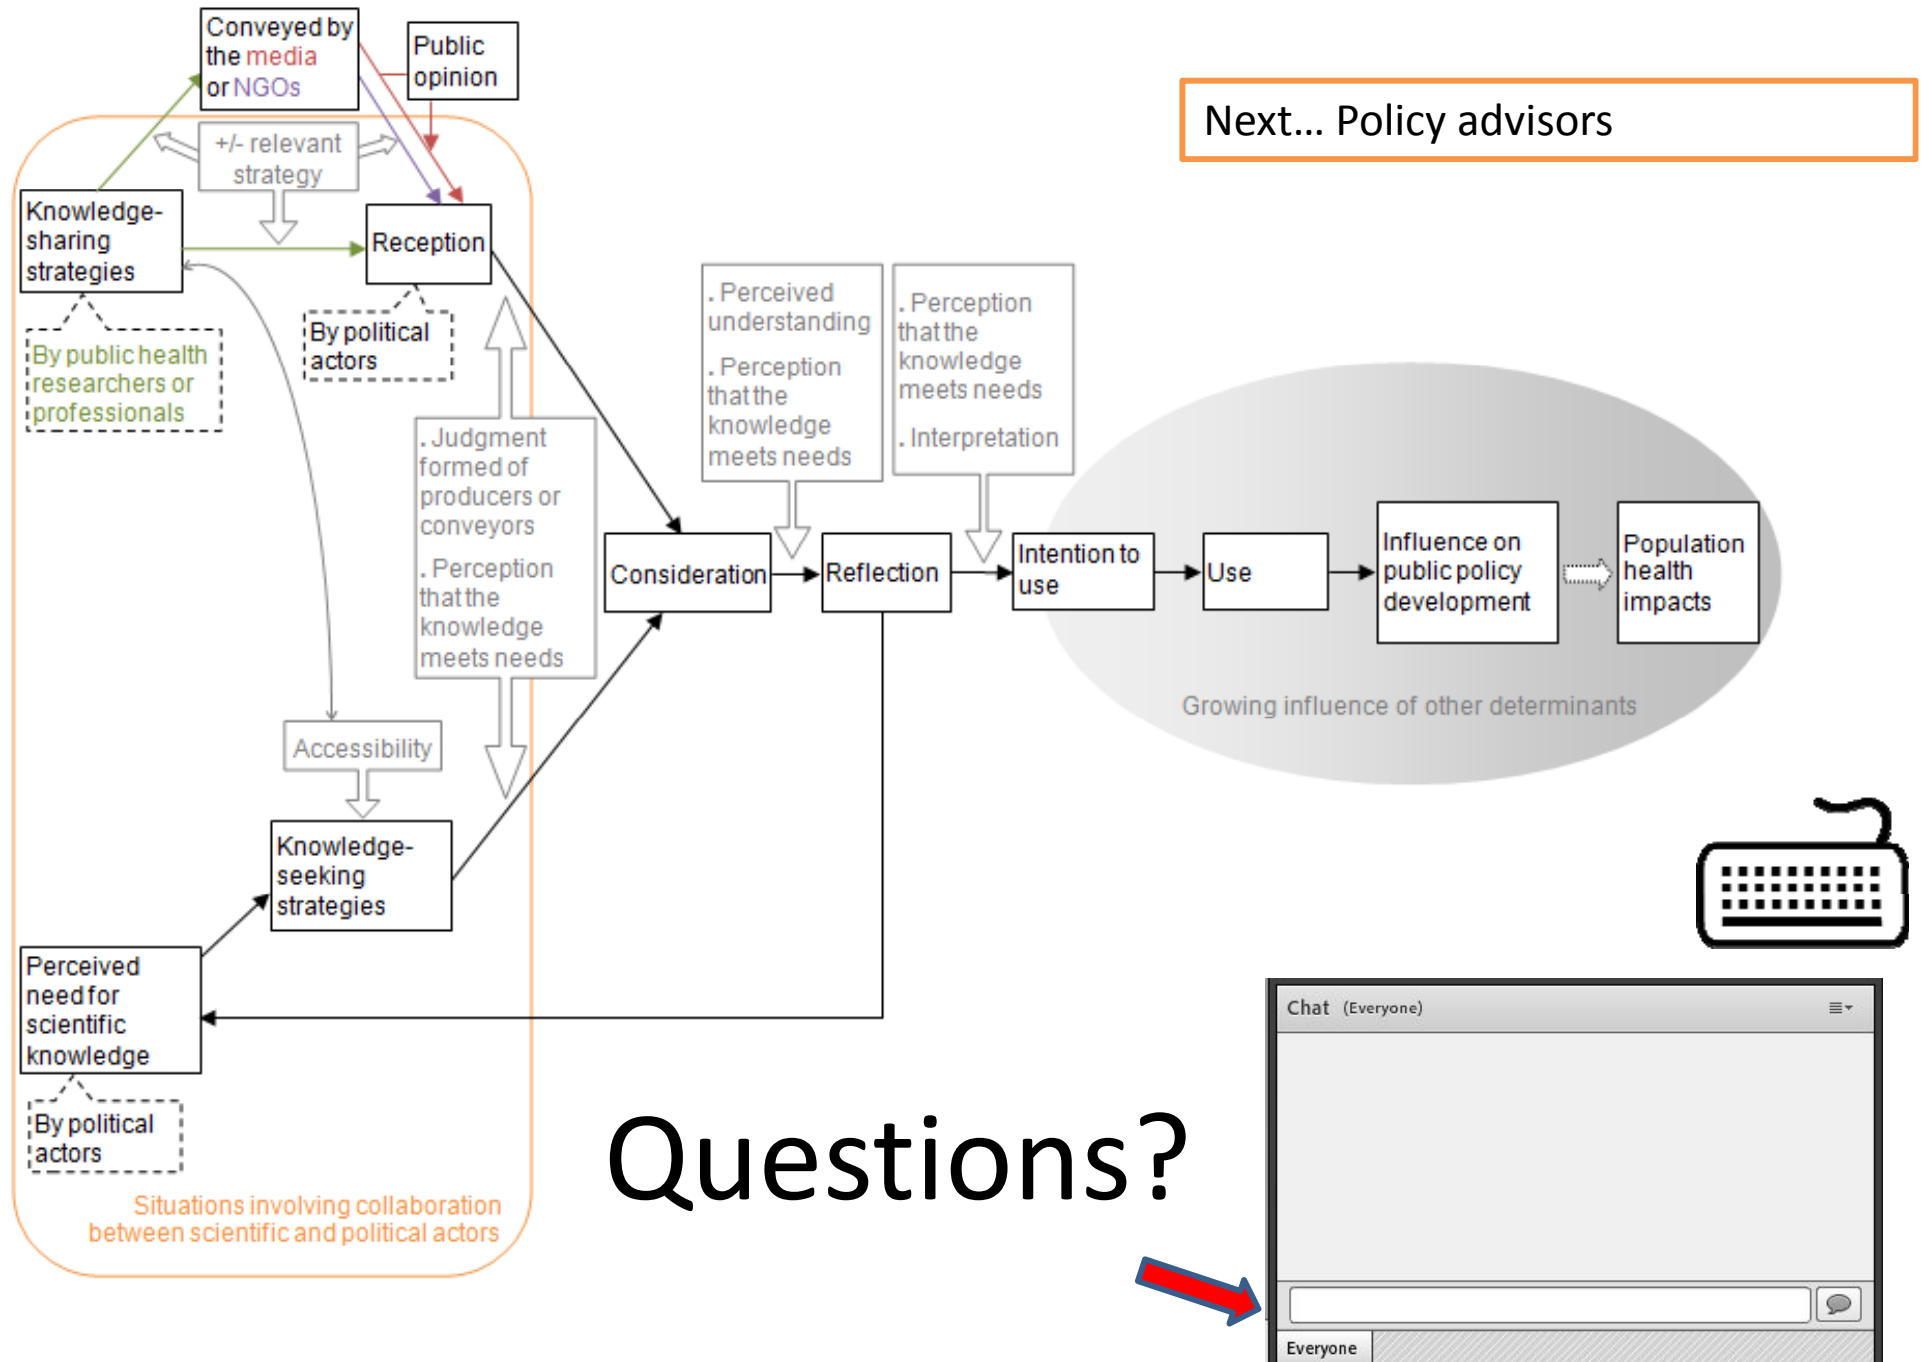 Conveyed by
the media
or NGOs
Public
opinion
Next... Policy advisors
+/- relevant
strategy
Knowledge-
sharing
strategies
Reception
By public health
researchers or
professionals
By political
actors
. Perceived
understanding
. Perception
that the
knowledge
meets needs
. Perception
that the
knowledge
meets needs
. Interpretation
. Judgment
formed of
producers or
conveyors
. Perception
that the
knowledge
meets needs
Consideration
Reflection
Intention to
use
Use
Influence on
public policy
development
Population
health
impacts
Growing influence of other determinants
Accessibility
Knowledge-
seeking
strategies
Perceived
need for
scientific
knowledge
By political
actors
Situations involving collaboration
between scientific and political actors
Questions?
Chat (Everyone)
Everyone